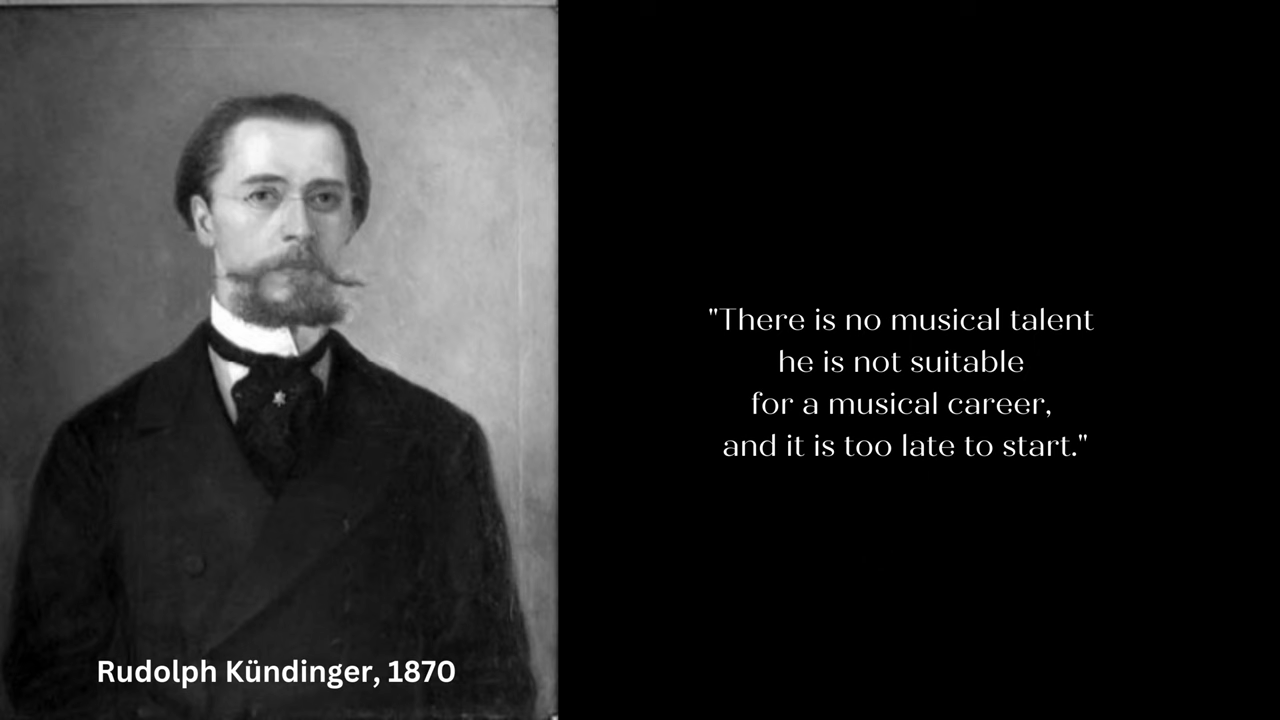 "There is no musical talent
he is not suitable
for a musical career,
and it is too late to start."
Rudolph Kündinger, 1870